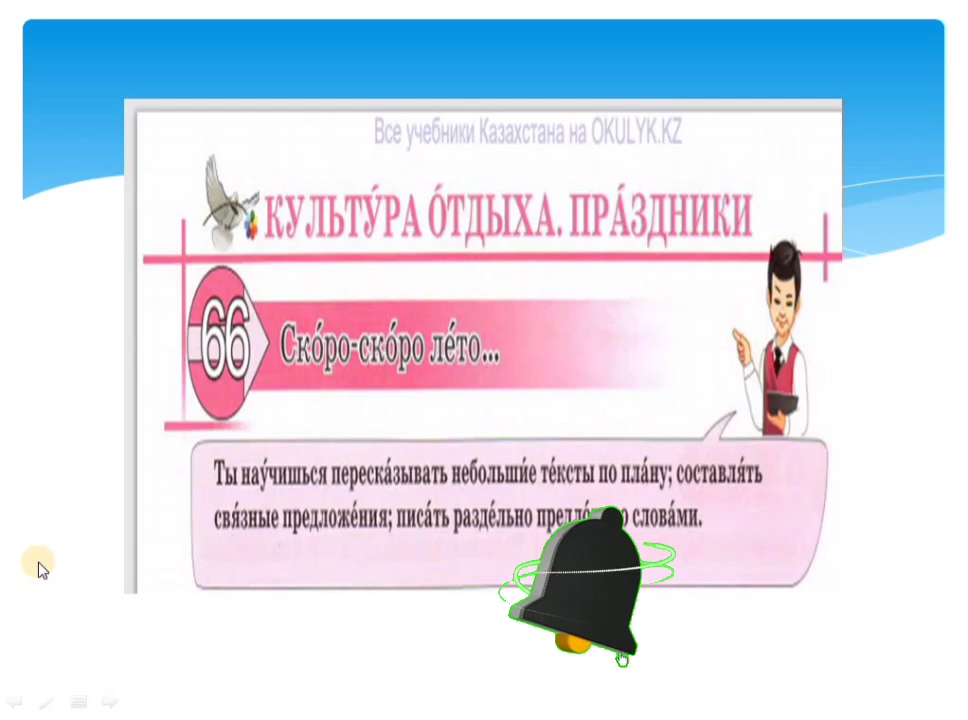 Все учебники Казахстана на OKULYK.KZ
КУЛЬТУ́РА О́ТДЫХА. ПРА́ЗДНИКИ
66
Ско́ро-ско́ро ле́то...
Ты нау́чишься переска́зывать небольши́е те́ксты по пла́ну; составля́ть
свя́зные предложе́ния; писа́ть разде́льно слова́ми.